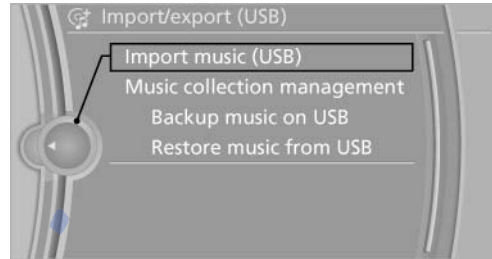 Import/export (USB)
Import music (USB)
Music collection management
Backup music on USB
Restore music from USB